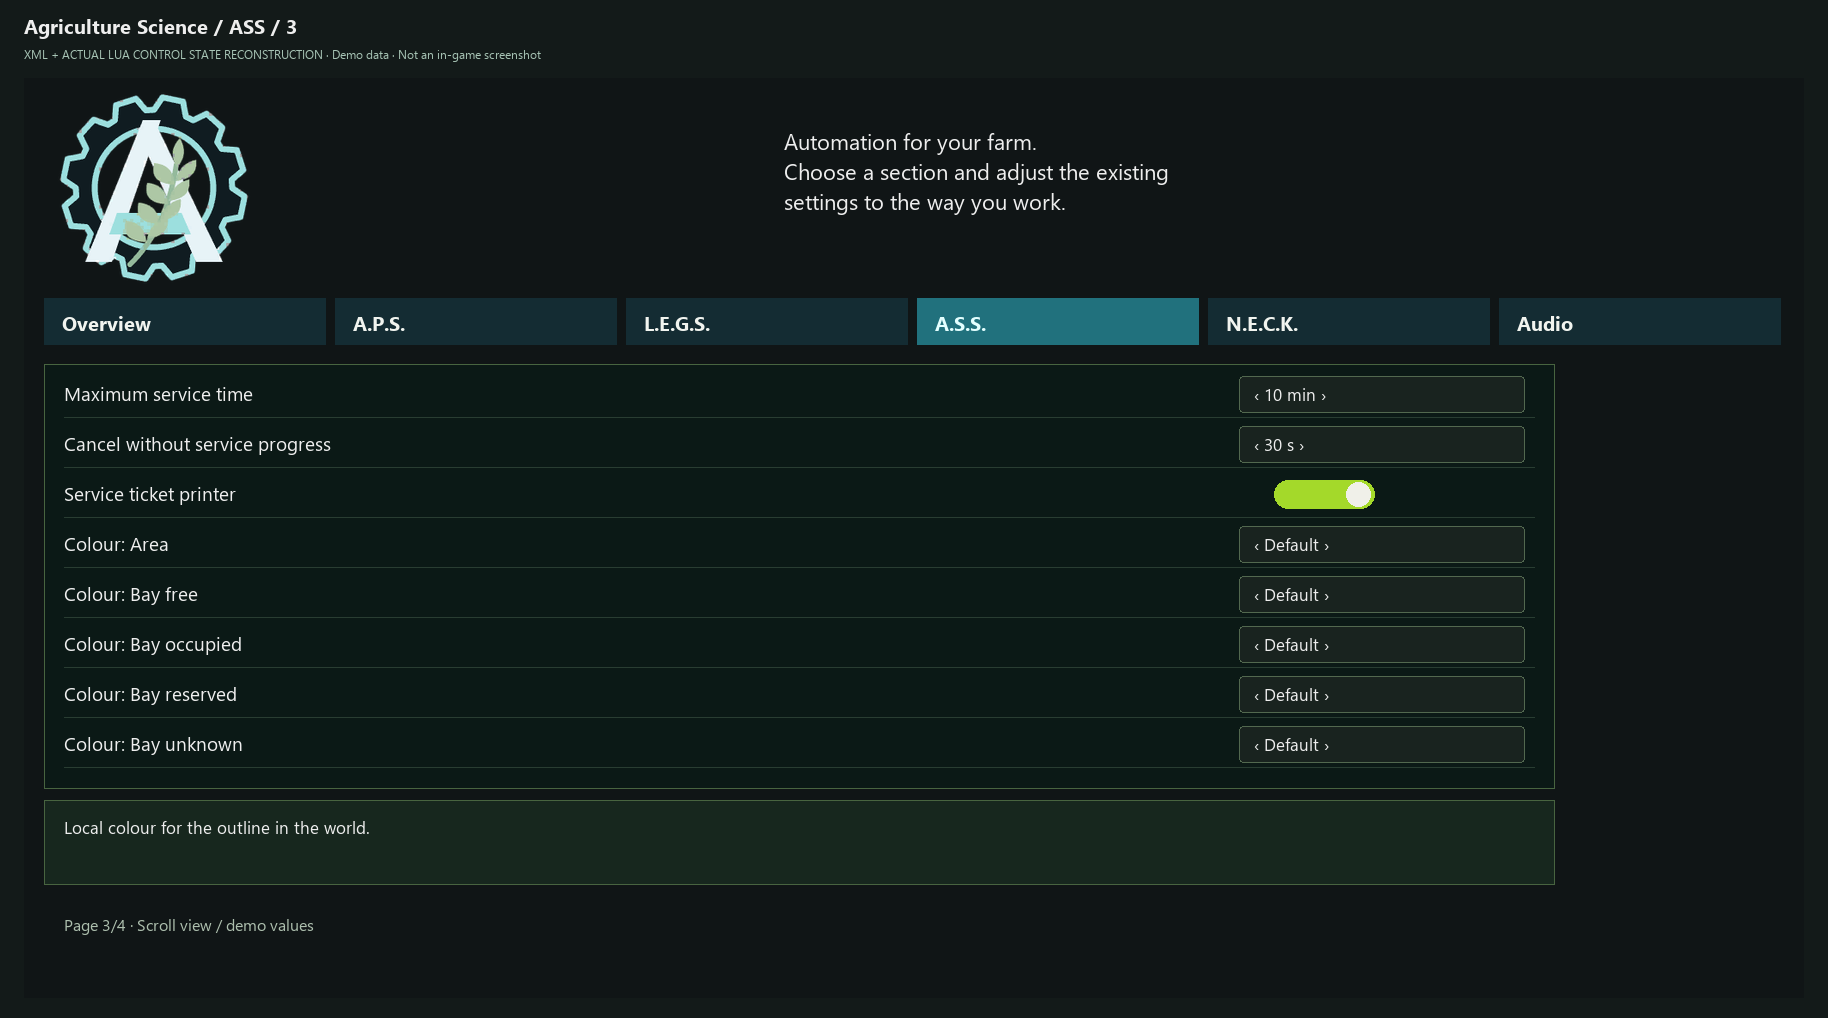 Agriculture Science / ASS / 3
XML + ACTUAL LUA CONTROL STATE RECONSTRUCTION · Demo data · Not an in-game screenshot
Automation for your farm.
Choose a section and adjust the existing
settings to the way you work.
Overview
A.P.S.
L.E.G.S.
A.S.S.
N.E.C.K.
Audio
Maximum service time
‹ 10 min ›
Cancel without service progress
‹ 30 s ›
Service ticket printer
Colour: Area
‹ Default ›
Colour: Bay free
‹ Default ›
Colour: Bay occupied
‹ Default ›
Colour: Bay reserved
‹ Default ›
Colour: Bay unknown
‹ Default ›
Local colour for the outline in the world.
Page 3/4 · Scroll view / demo values